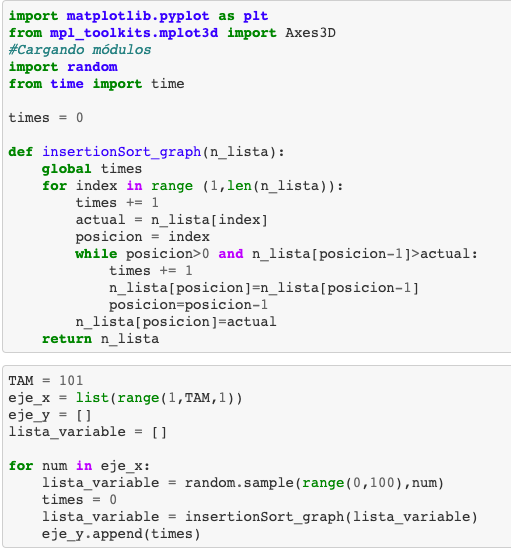 import matplotlib.pyplot as plt
from mpl_toolkits.mplot3d import Axes3D
#Cargando módulos
import random
from time import time

times = 0

def insertionSort_graph(n_lista):
    global times
    for index in range (1,len(n_lista)):
        times += 1
        actual = n_lista[index]
        posicion = index
        while posicion>0 and n_lista[posicion-1]>actual:
            times += 1
            n_lista[posicion]=n_lista[posicion-1]
            posicion=posicion-1
        n_lista[posicion]=actual
    return n_lista

TAM = 101
eje_x = list(range(1,TAM,1))
eje_y = []
lista_variable = []

for num in eje_x:
    lista_variable = random.sample(range(0,100),num)
    times = 0
    lista_variable = insertionSort_graph(lista_variable)
    eje_y.append(times)